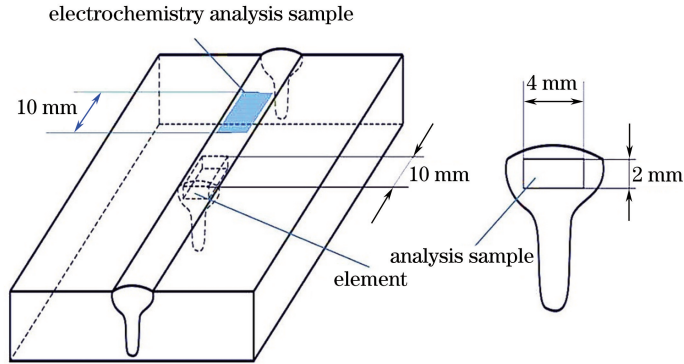 electrochemistry analysis sample
10 mm
4 mm
10 mm
2 mm
analysis sample
element